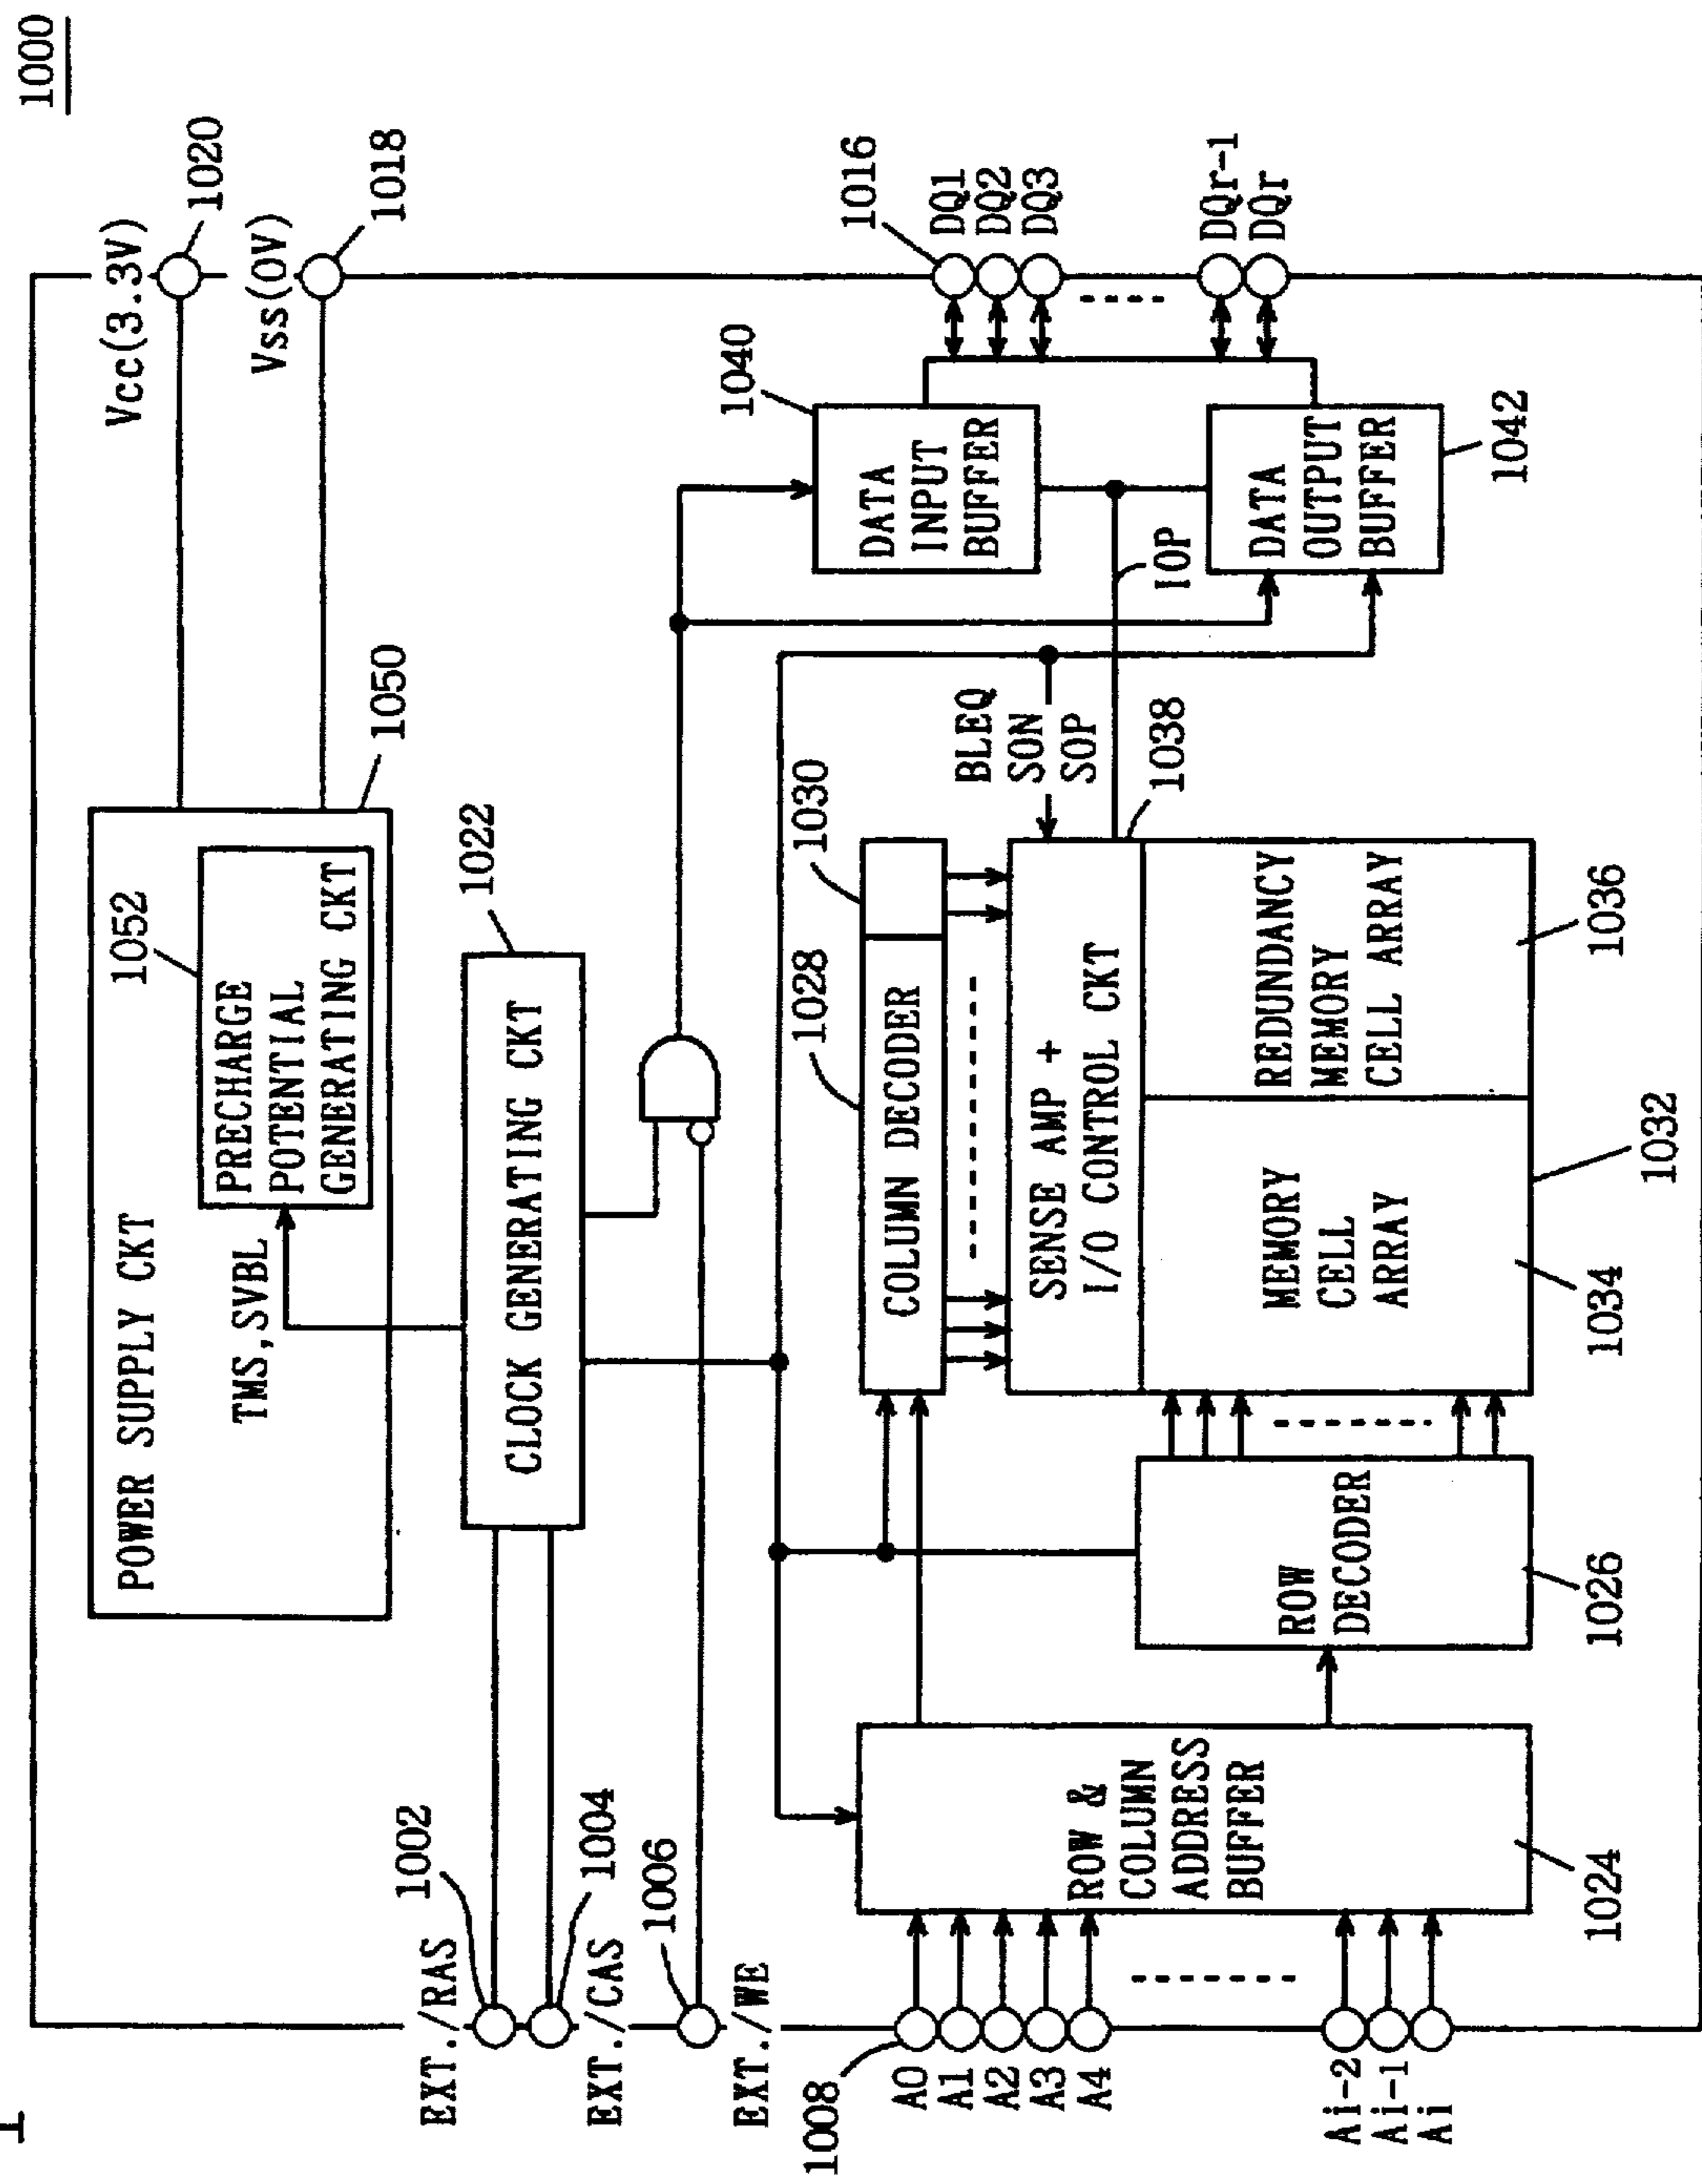 1000
Vcc(3.3V)
1020
Vss(0V)
1018
POWER SUPPLY CKT
1052
PRECHARGE
POTENTIAL
GENERATING CKT
TMS,SVBL
1050
1022
CLOCK GENERATING CKT
EXT./RAS
1002
EXT./CAS
1004
1006
EXT./WE
1040
DATA
INPUT
BUFFER
1016
DQ1
DQ2
DQ3
DQr-1
DQr
DATA
OUTPUT
BUFFER
1042
IOP
BLEQ
SON
SOP
1038
1030
1028
COLUMN DECODER
SENSE AMP +
I/O CONTROL CKT
MEMORY
CELL
ARRAY
REDUNDANCY
MEMORY
CELL ARRAY
1036
1032
1034
ROW
DECODER
1026
ROW &
COLUMN
ADDRESS
BUFFER
1024
1008
A0
A1
A2
A3
A4
Ai-2
Ai-1
Ai